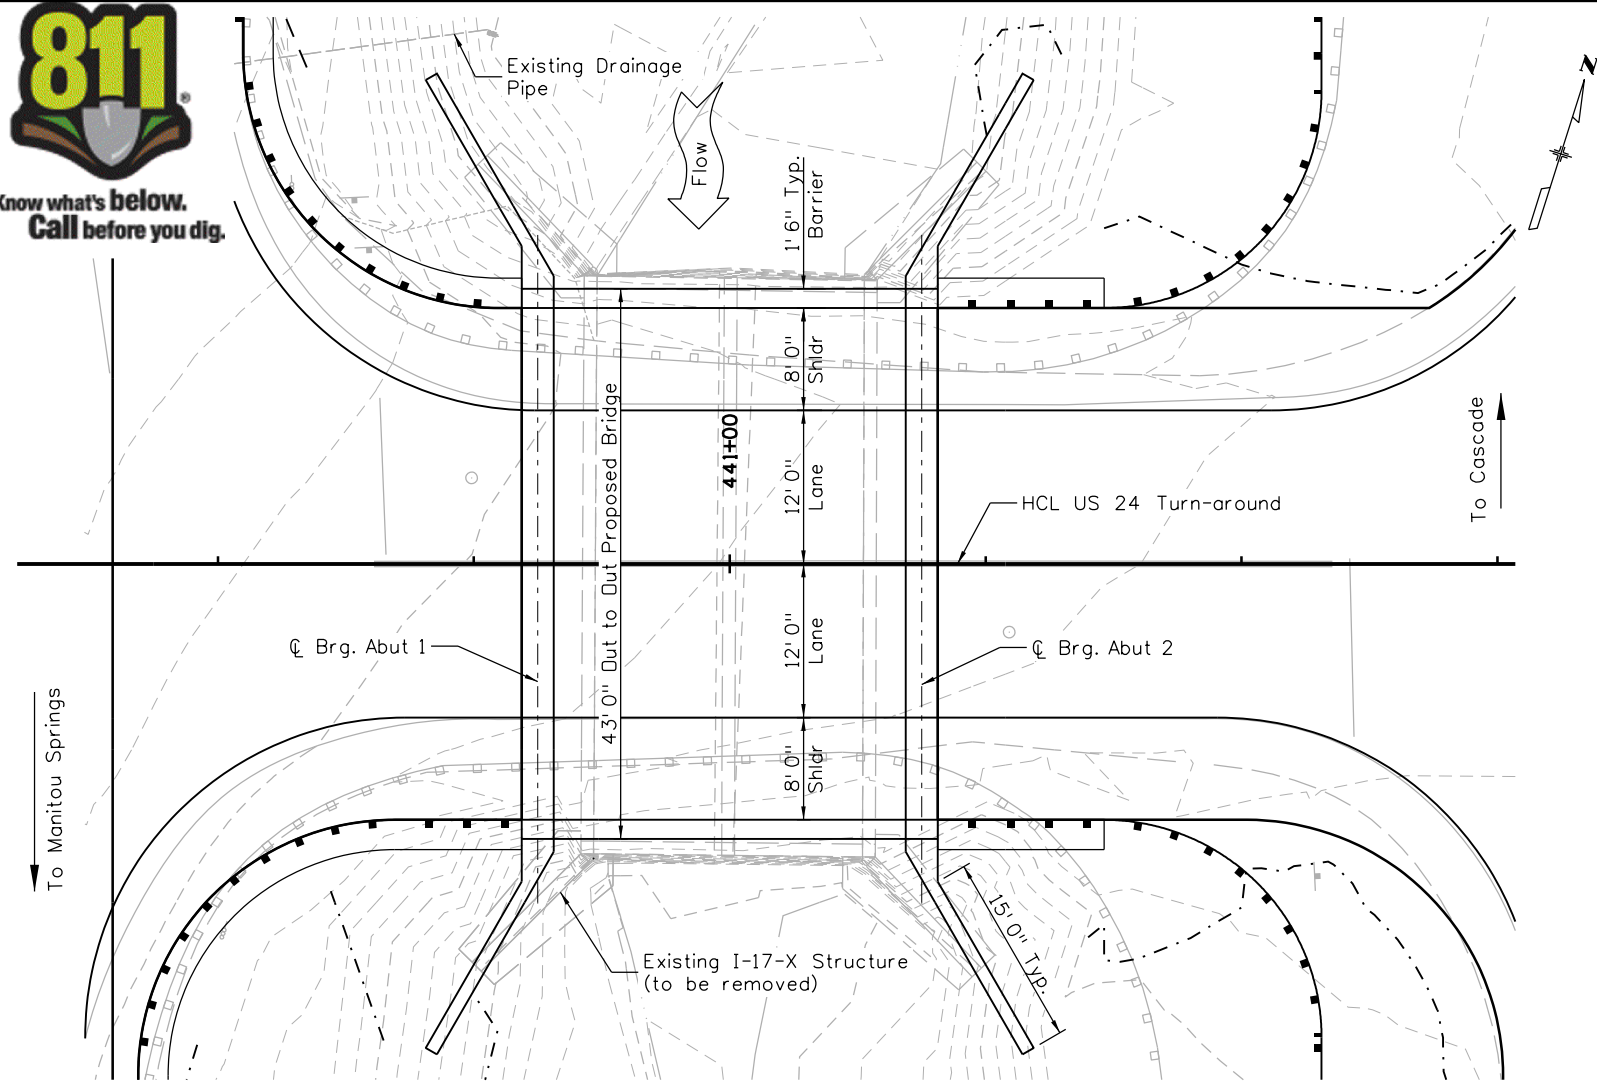 811
®
Know what's below.
Call before you dig.
Existing Drainage
Pipe
Flow
1' 6" Typ.
Barrier
N
8' 0"
Shldr
43' 0" Out to Out Proposed Bridge
441+00
12' 0"
Lane
HCL US 24 Turn-around
To Cascade
℄ Brg. Abut 1
12' 0"
Lane
℄ Brg. Abut 2
To Manitou Springs
8' 0"
Shldr
15' 0" Typ.
Existing I-17-X Structure
(to be removed)